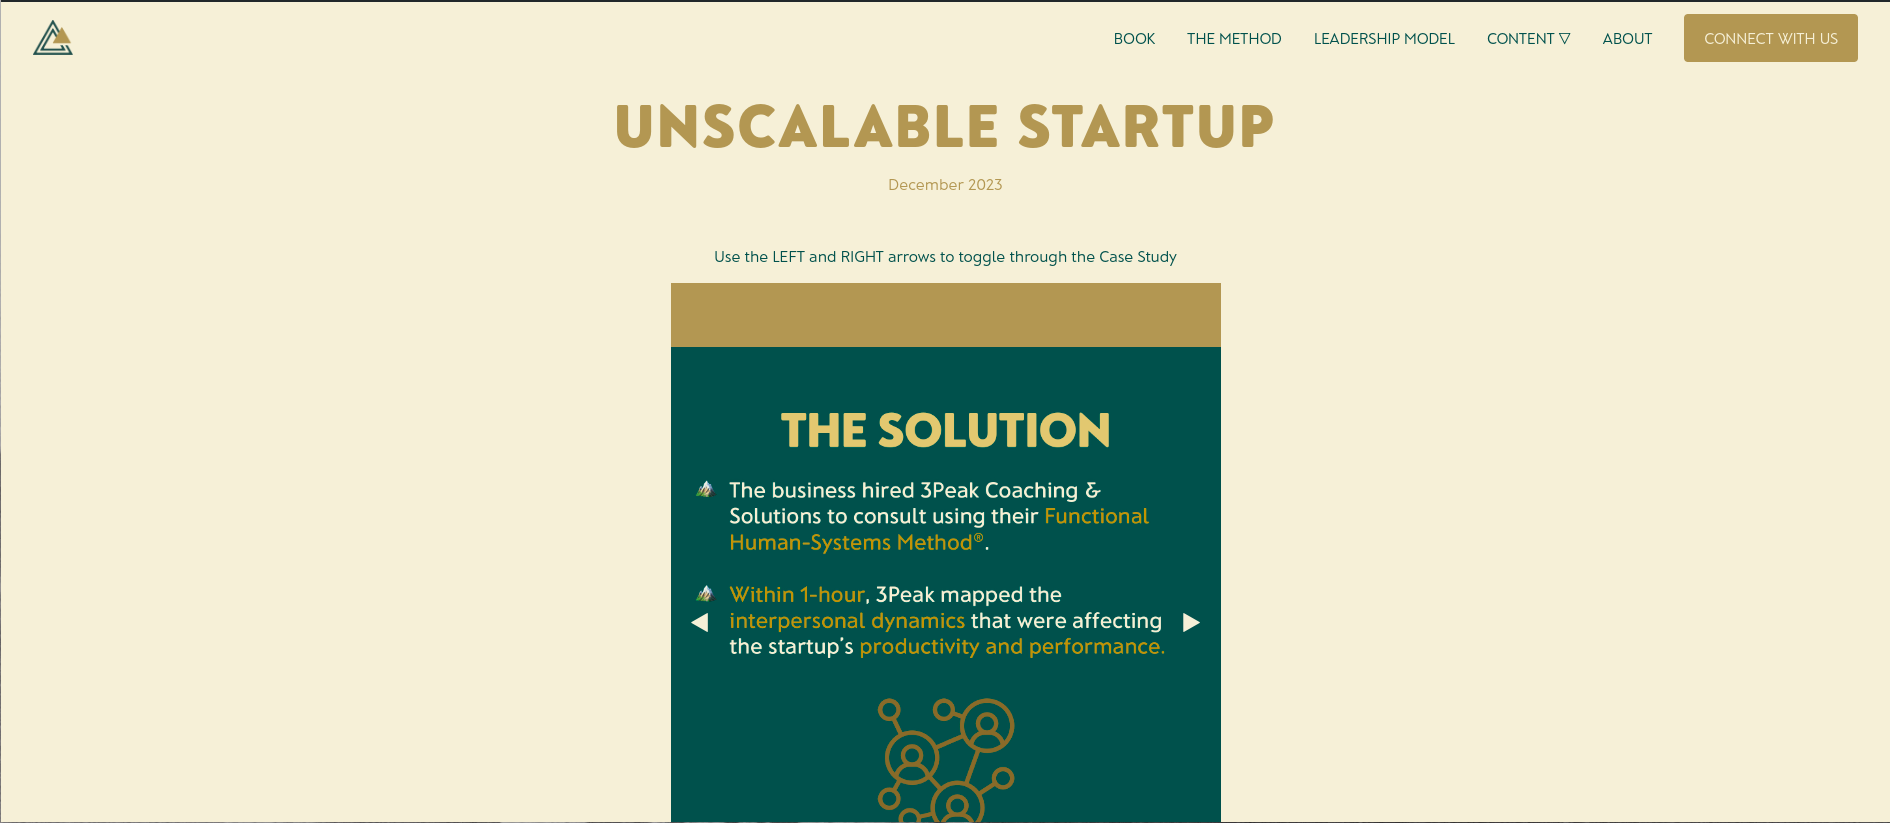 BOOK
THE METHOD
LEADERSHIP MODEL
CONTENT ▽
ABOUT
CONNECT WITH US
UNSCALABLE STARTUP
December 2023
Use the LEFT and RIGHT arrows to toggle through the Case Study
THE SOLUTION
The business hired 3Peak Coaching &
Solutions to consult using their Functional
Human-Systems Method®.
Within 1-hour, 3Peak mapped the
interpersonal dynamics that were affecting
the startup's productivity and performance.